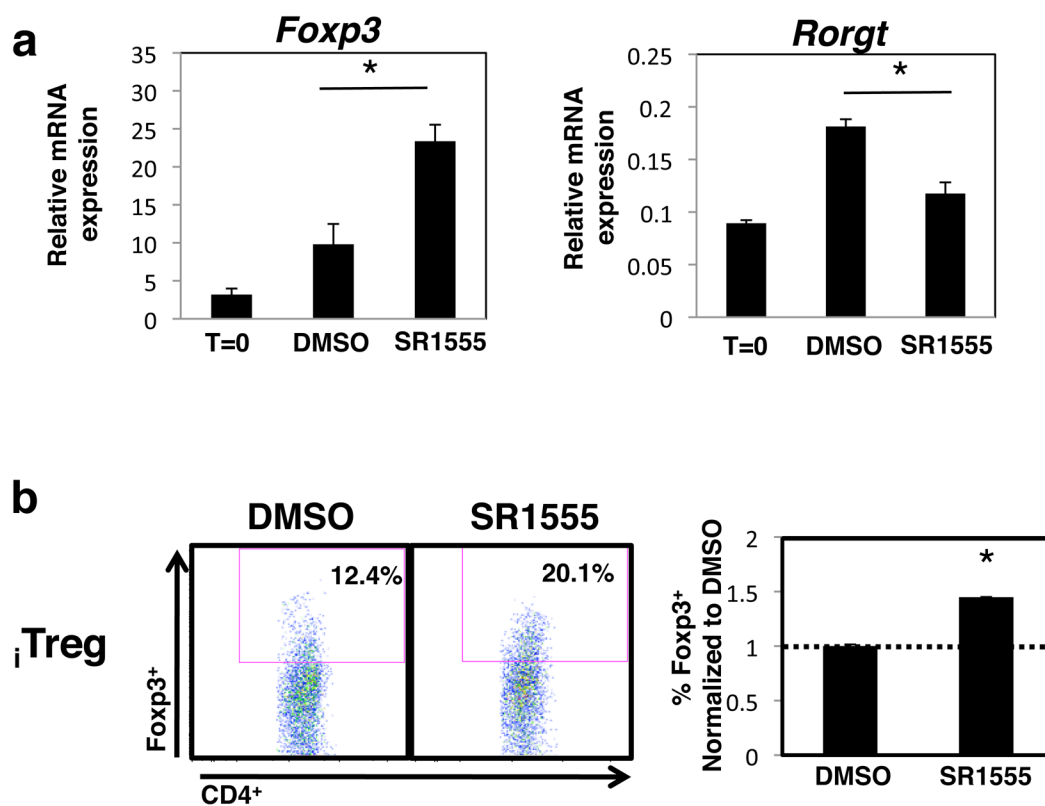 a
Foxp3
Relative mRNA
expression
35
30
25
20
15
10
5
0
*
T=0 DMSO SR1555
Rorgt
Relative mRNA
expression
0.25
0.2
0.15
0.1
0.05
0
*
T=0 DMSO SR1555
b
iTreg
DMSO SR1555
12.4% 20.1%
Foxp3+
CD4+
% Foxp3+
Normalized to DMSO
2
1.5
1
0.5
0
*
DMSO SR1555